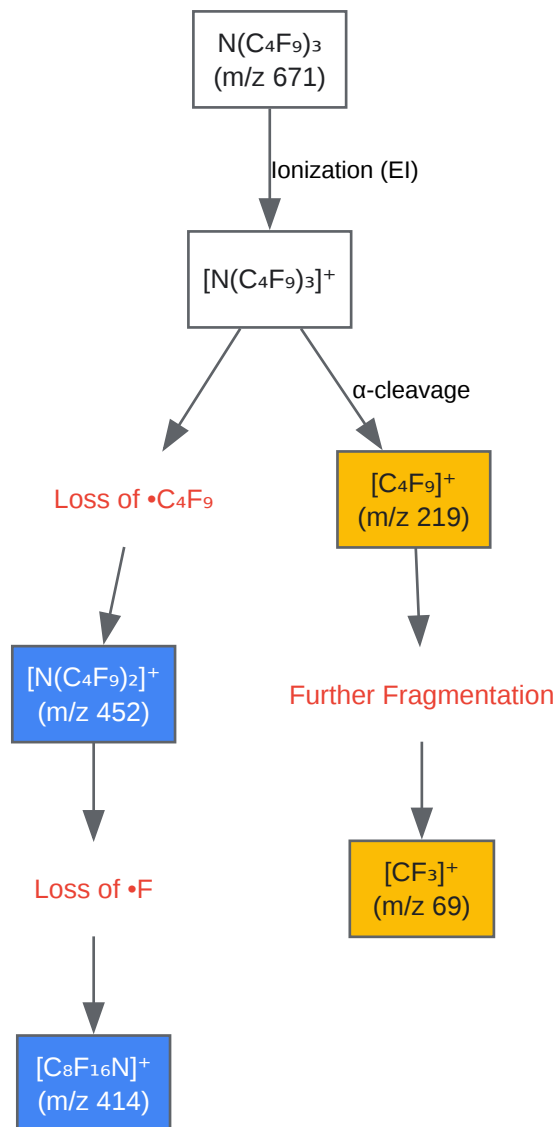 N(C₄F₉)₃
(m/z 671)
Ionization (EI)
[N(C₄F₉)₃]⁺
α-cleavage
Loss of •C₄F₉
[C₄F₉]⁺
(m/z 219)
[N(C₄F₉)₂]⁺
(m/z 452)
Further Fragmentation
Loss of •F
[CF₃]⁺
(m/z 69)
[C₈F₁₆N]⁺
(m/z 414)